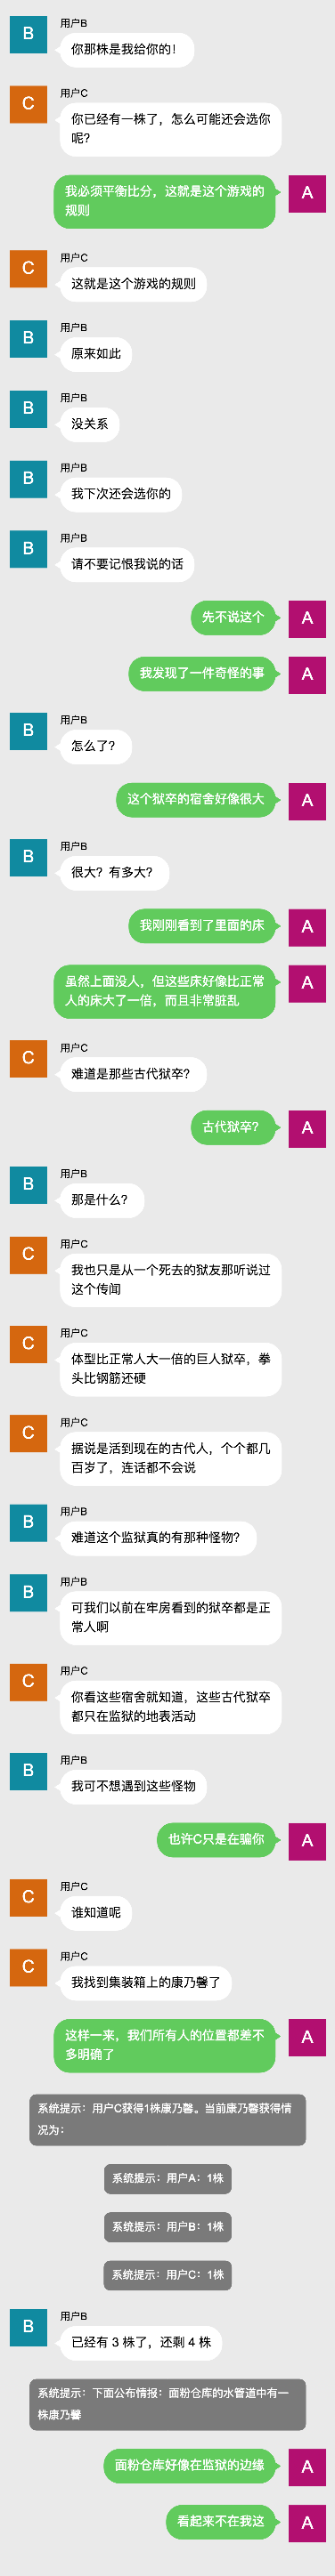 用户B
B
你那株是我给你的！
用户C
C
你已经有一株了，怎么可能还会选你
呢？
我必须平衡比分，这就是这个游戏的
规则
A
用户C
C
这就是这个游戏的规则
用户B
B
原来如此
用户B
B
没关系
用户B
B
我下次还会选你的
用户B
B
请不要记恨我说的话
先不说这个
A
我发现了一件奇怪的事
A
用户B
B
怎么了？
这个狱卒的宿舍好像很大
A
用户B
B
很大？有多大？
我刚刚看到了里面的床
A
虽然上面没人，但这些床好像比正常
人的床大了一倍，而且非常脏乱
A
用户C
C
难道是那些古代狱卒？
古代狱卒？
A
用户B
B
那是什么？
用户C
C
我也只是从一个死去的狱友那听说过
这个传闻
用户C
C
体型比正常人大一倍的巨人狱卒，拳
头比钢筋还硬
用户C
C
据说是活到现在的古代人，个个都几
百岁了，连话都不会说
用户B
B
难道这个监狱真的有那种怪物？
用户B
B
可我们以前在牢房看到的狱卒都是正
常人啊
用户C
C
你看这些宿舍就知道，这些古代狱卒
都只在监狱的地表活动
用户B
B
我可不想遇到这些怪物
也许C只是在骗你
A
用户C
C
谁知道呢
用户C
C
我找到集装箱上的康乃馨了
这样一来，我们所有人的位置都差不
多明确了
A
系统提示：用户C获得1株康乃馨。当前康乃馨获得情
况为：
系统提示：用户A：1株
系统提示：用户B：1株
系统提示：用户C：1株
用户B
B
已经有 3 株了，还剩 4 株
系统提示：下面公布情报：面粉仓库的水管道中有一
株康乃馨
面粉仓库好像在监狱的边缘
A
看起来不在我这
A